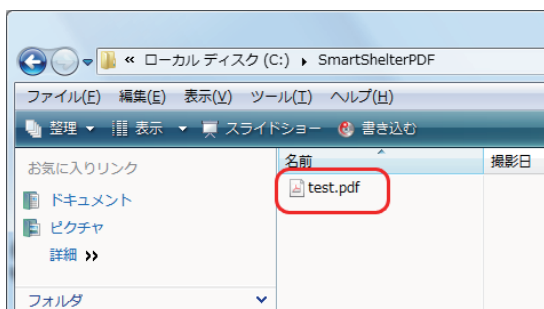 « ローカル ディスク (C:) ▸ SmartShelterPDF
ファイル(F) 編集(E) 表示(V) ツール(T) ヘルプ(H)
整理 ▼ 表示 ▼ スライドショー 書き込む
お気に入りリンク
ドキュメント
ピクチャ
詳細 »
フォルダ
名前 撮影日
test.pdf